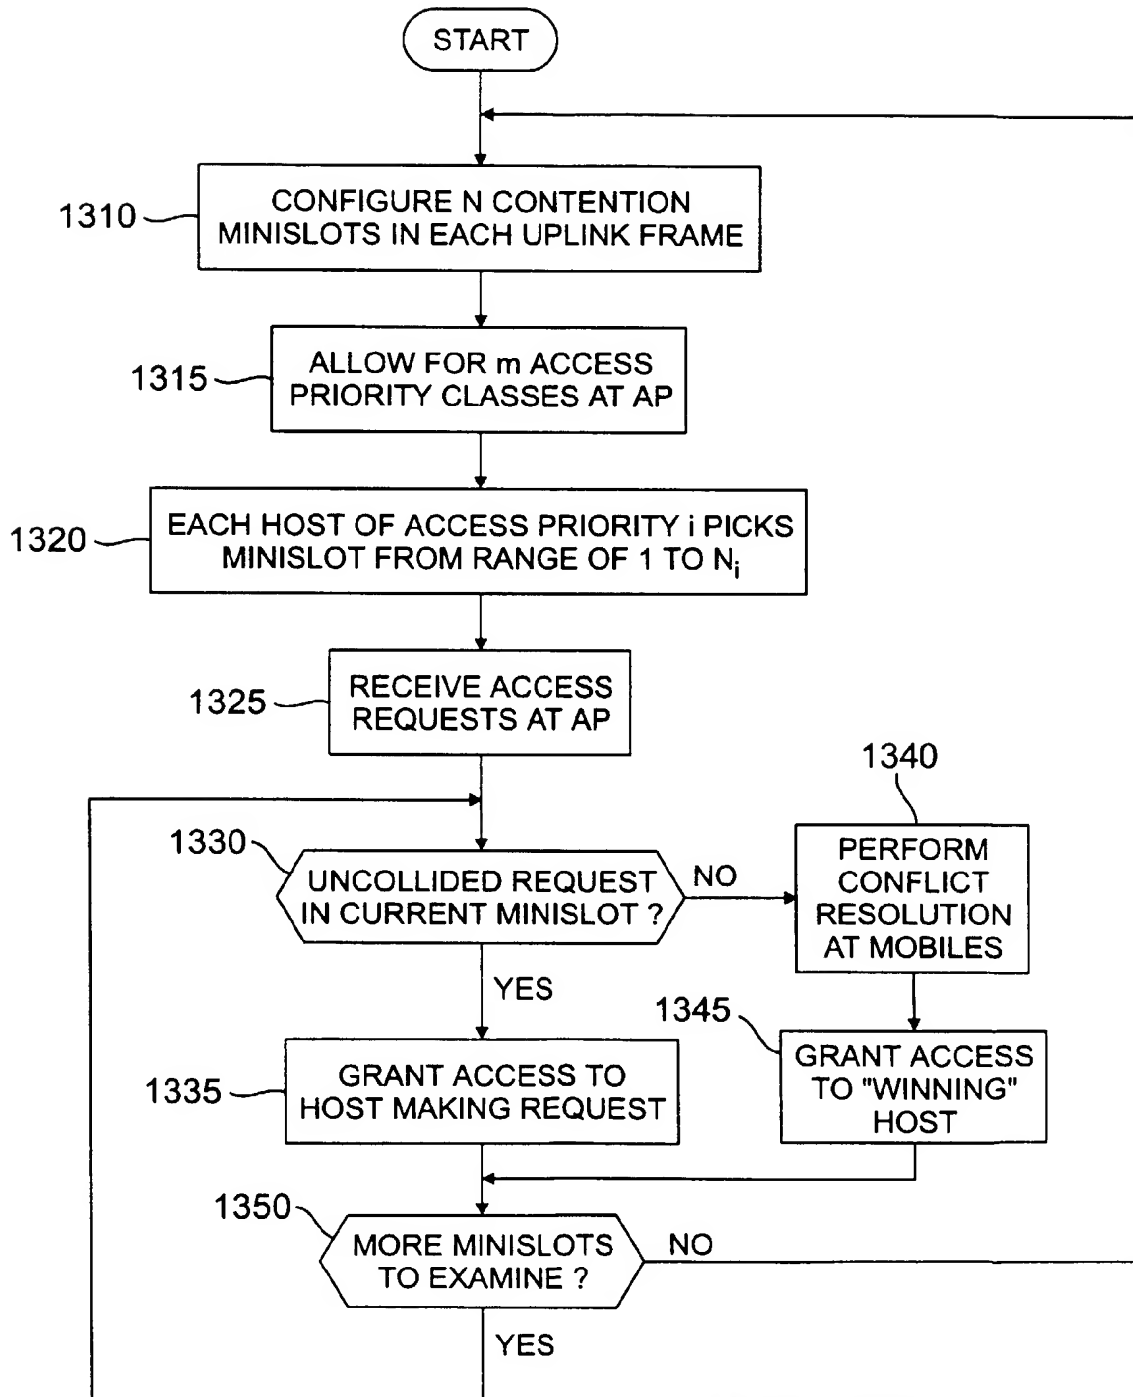 START
1310
CONFIGURE N CONTENTION
MINISLOTS IN EACH UPLINK FRAME
1315
ALLOW FOR m ACCESS
PRIORITY CLASSES AT AP
1320
EACH HOST OF ACCESS PRIORITY i PICKS
MINISLOT FROM RANGE OF 1 TO Nᵢ
1325
RECEIVE ACCESS
REQUESTS AT AP
1330
UNCOLLIDED REQUEST
IN CURRENT MINISLOT ?
NO
1340
PERFORM
CONFLICT
RESOLUTION
AT MOBILES
YES
1345
GRANT ACCESS
TO "WINNING"
HOST
1335
GRANT ACCESS TO
HOST MAKING REQUEST
1350
MORE MINISLOTS
TO EXAMINE ?
NO
YES